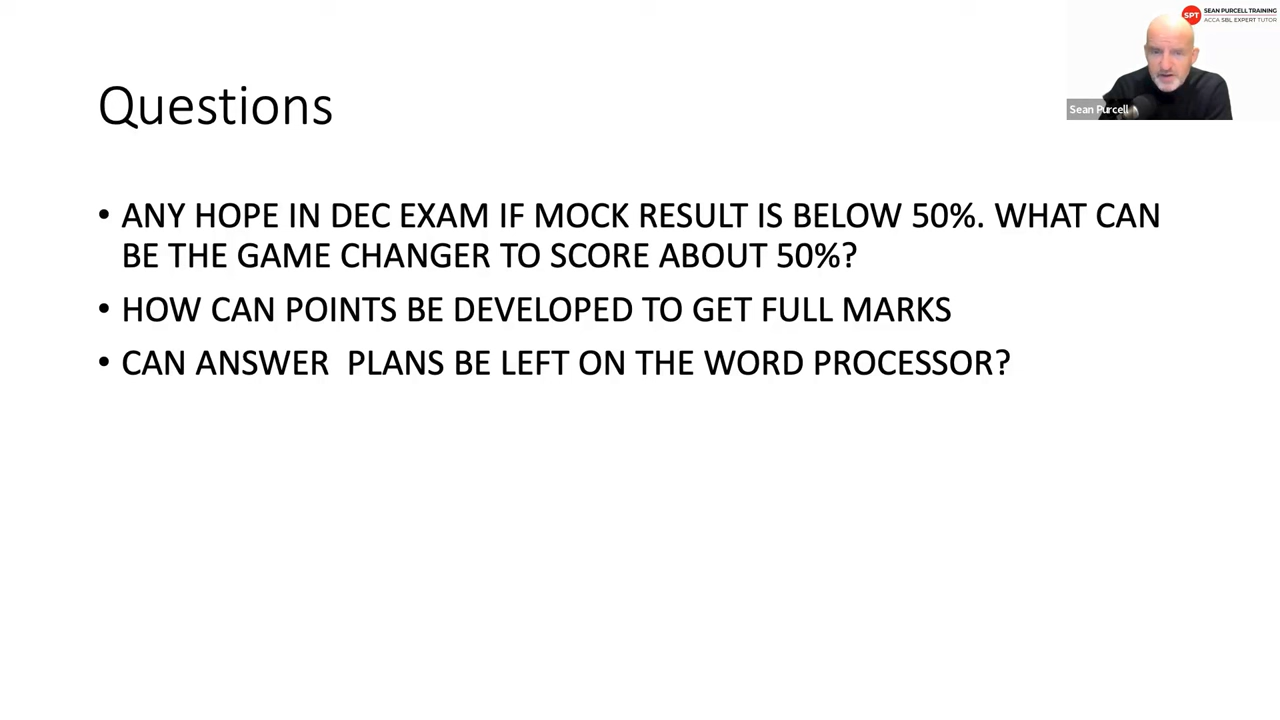 SPT SEAN PURCELL TRAINING
ACCA SBL EXPERT TUTOR
Sean Purcell
Questions
• ANY HOPE IN DEC EXAM IF MOCK RESULT IS BELOW 50%. WHAT CAN
BE THE GAME CHANGER TO SCORE ABOUT 50%?
• HOW CAN POINTS BE DEVELOPED TO GET FULL MARKS
• CAN ANSWER  PLANS BE LEFT ON THE WORD PROCESSOR?